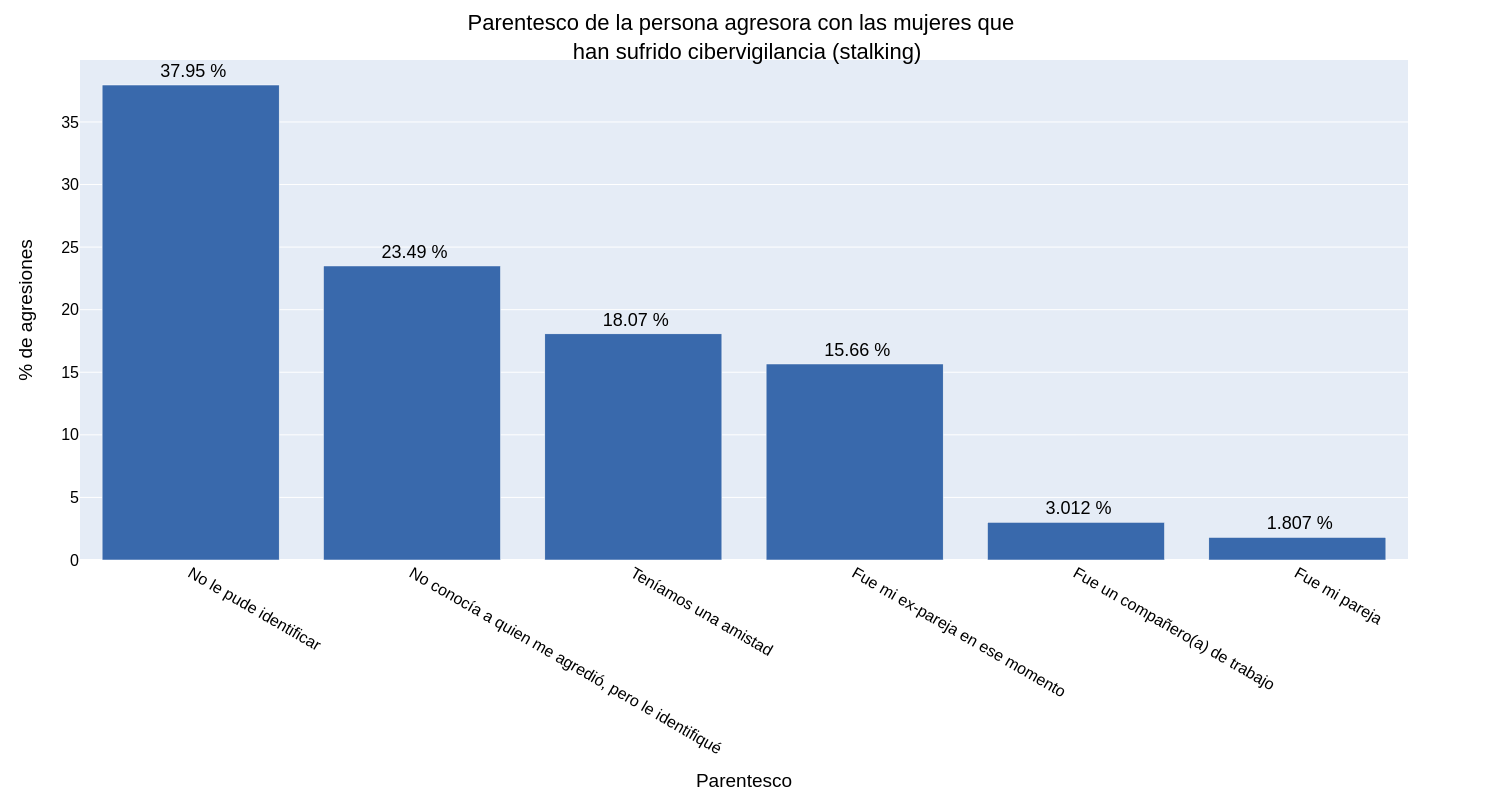 Parentesco de la persona agresora con las mujeres que
han sufrido cibervigilancia (stalking)
37.95 %
23.49 %
18.07 %
15.66 %
3.012 %
1.807 %
% de agresiones
35
30
25
20
15
10
5
0
No le pude identificar
No conocía a quien me agredió, pero le identifiqué
Teníamos una amistad
Fue mi ex-pareja en ese momento
Fue un compañero(a) de trabajo
Fue mi pareja
Parentesco